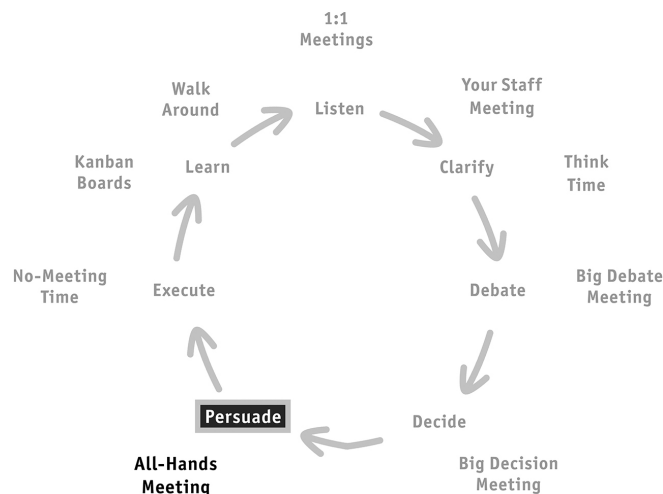 1:1
Meetings
Listen
Your Staff
Meeting
Clarify
Think
Time
Debate
Big Debate
Meeting
Decide
Big Decision
Meeting
Persuade
All-Hands
Meeting
Execute
No-Meeting
Time
Learn
Kanban
Boards
Walk
Around